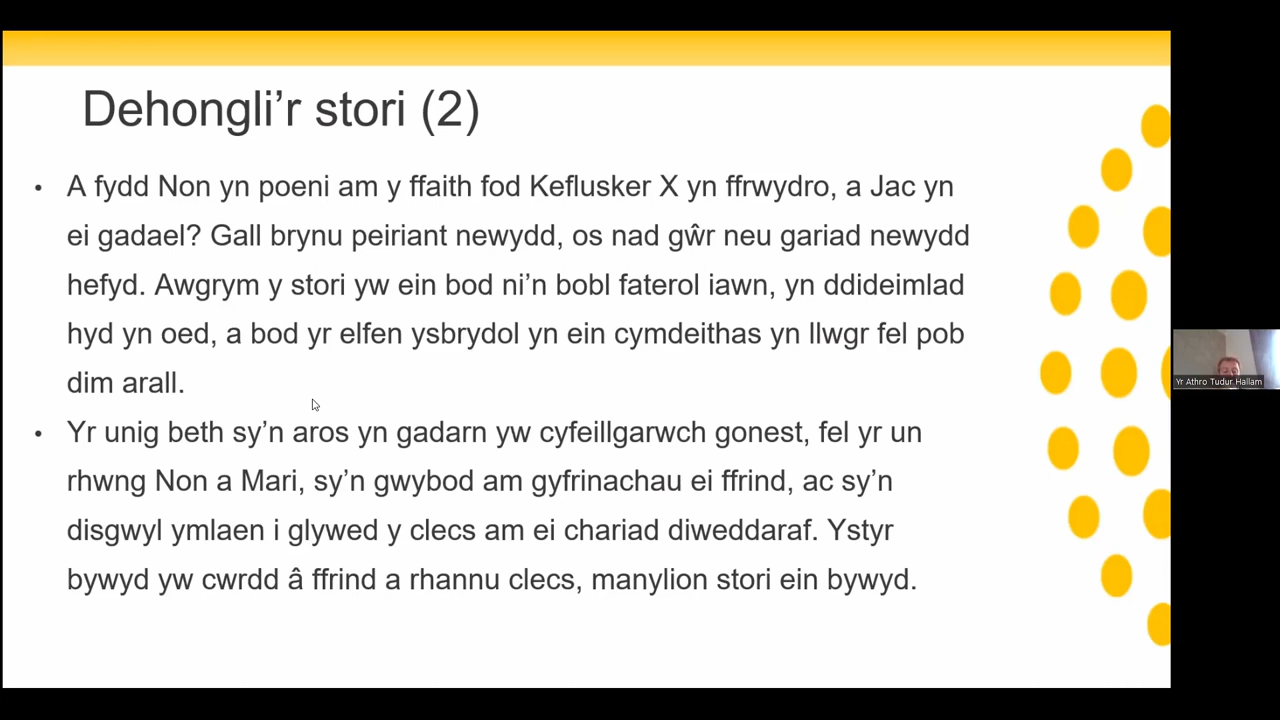 Dehongli’r stori (2)
• A fydd Non yn poeni am y ffaith fod Keflusker X yn ffrwydro, a Jac yn
ei gadael? Gall brynu peiriant newydd, os nad gŵr neu gariad newydd
hefyd. Awgrym y stori yw ein bod ni’n bobl faterol iawn, yn ddideimlad
hyd yn oed, a bod yr elfen ysbrydol yn ein cymdeithas yn llwgr fel pob
dim arall.
• Yr unig beth sy’n aros yn gadarn yw cyfeillgarwch gonest, fel yr un
rhwng Non a Mari, sy’n gwybod am gyfrinachau ei ffrind, ac sy’n
disgwyl ymlaen i glywed y clecs am ei chariad diweddaraf. Ystyr
bywyd yw cwrdd â ffrind a rhannu clecs, manylion stori ein bywyd.
Yr Athro Tudur Hallam